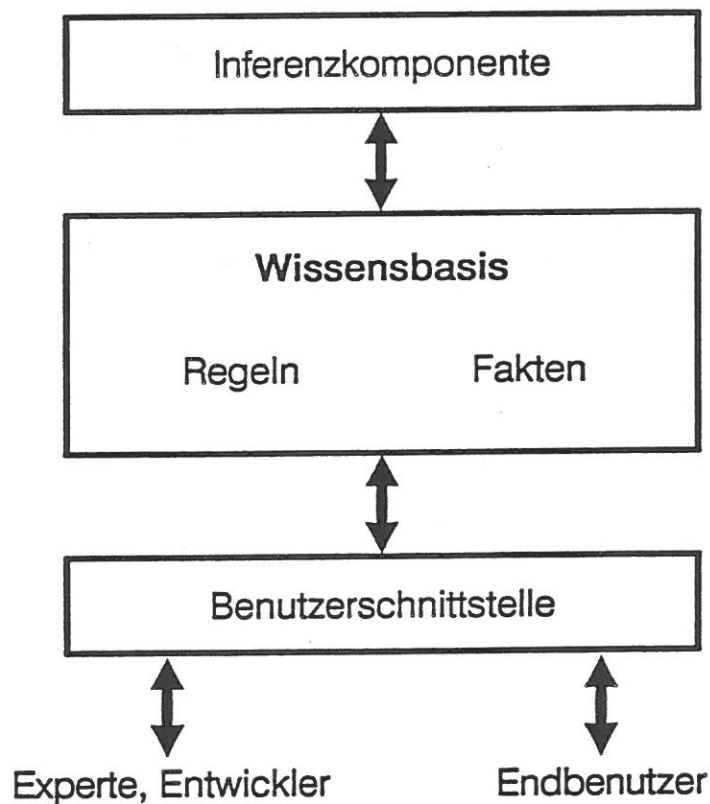 Inferenzkomponente
Wissensbasis
Regeln Fakten
Benutzerschnittstelle
Experte, Entwickler Endbenutzer